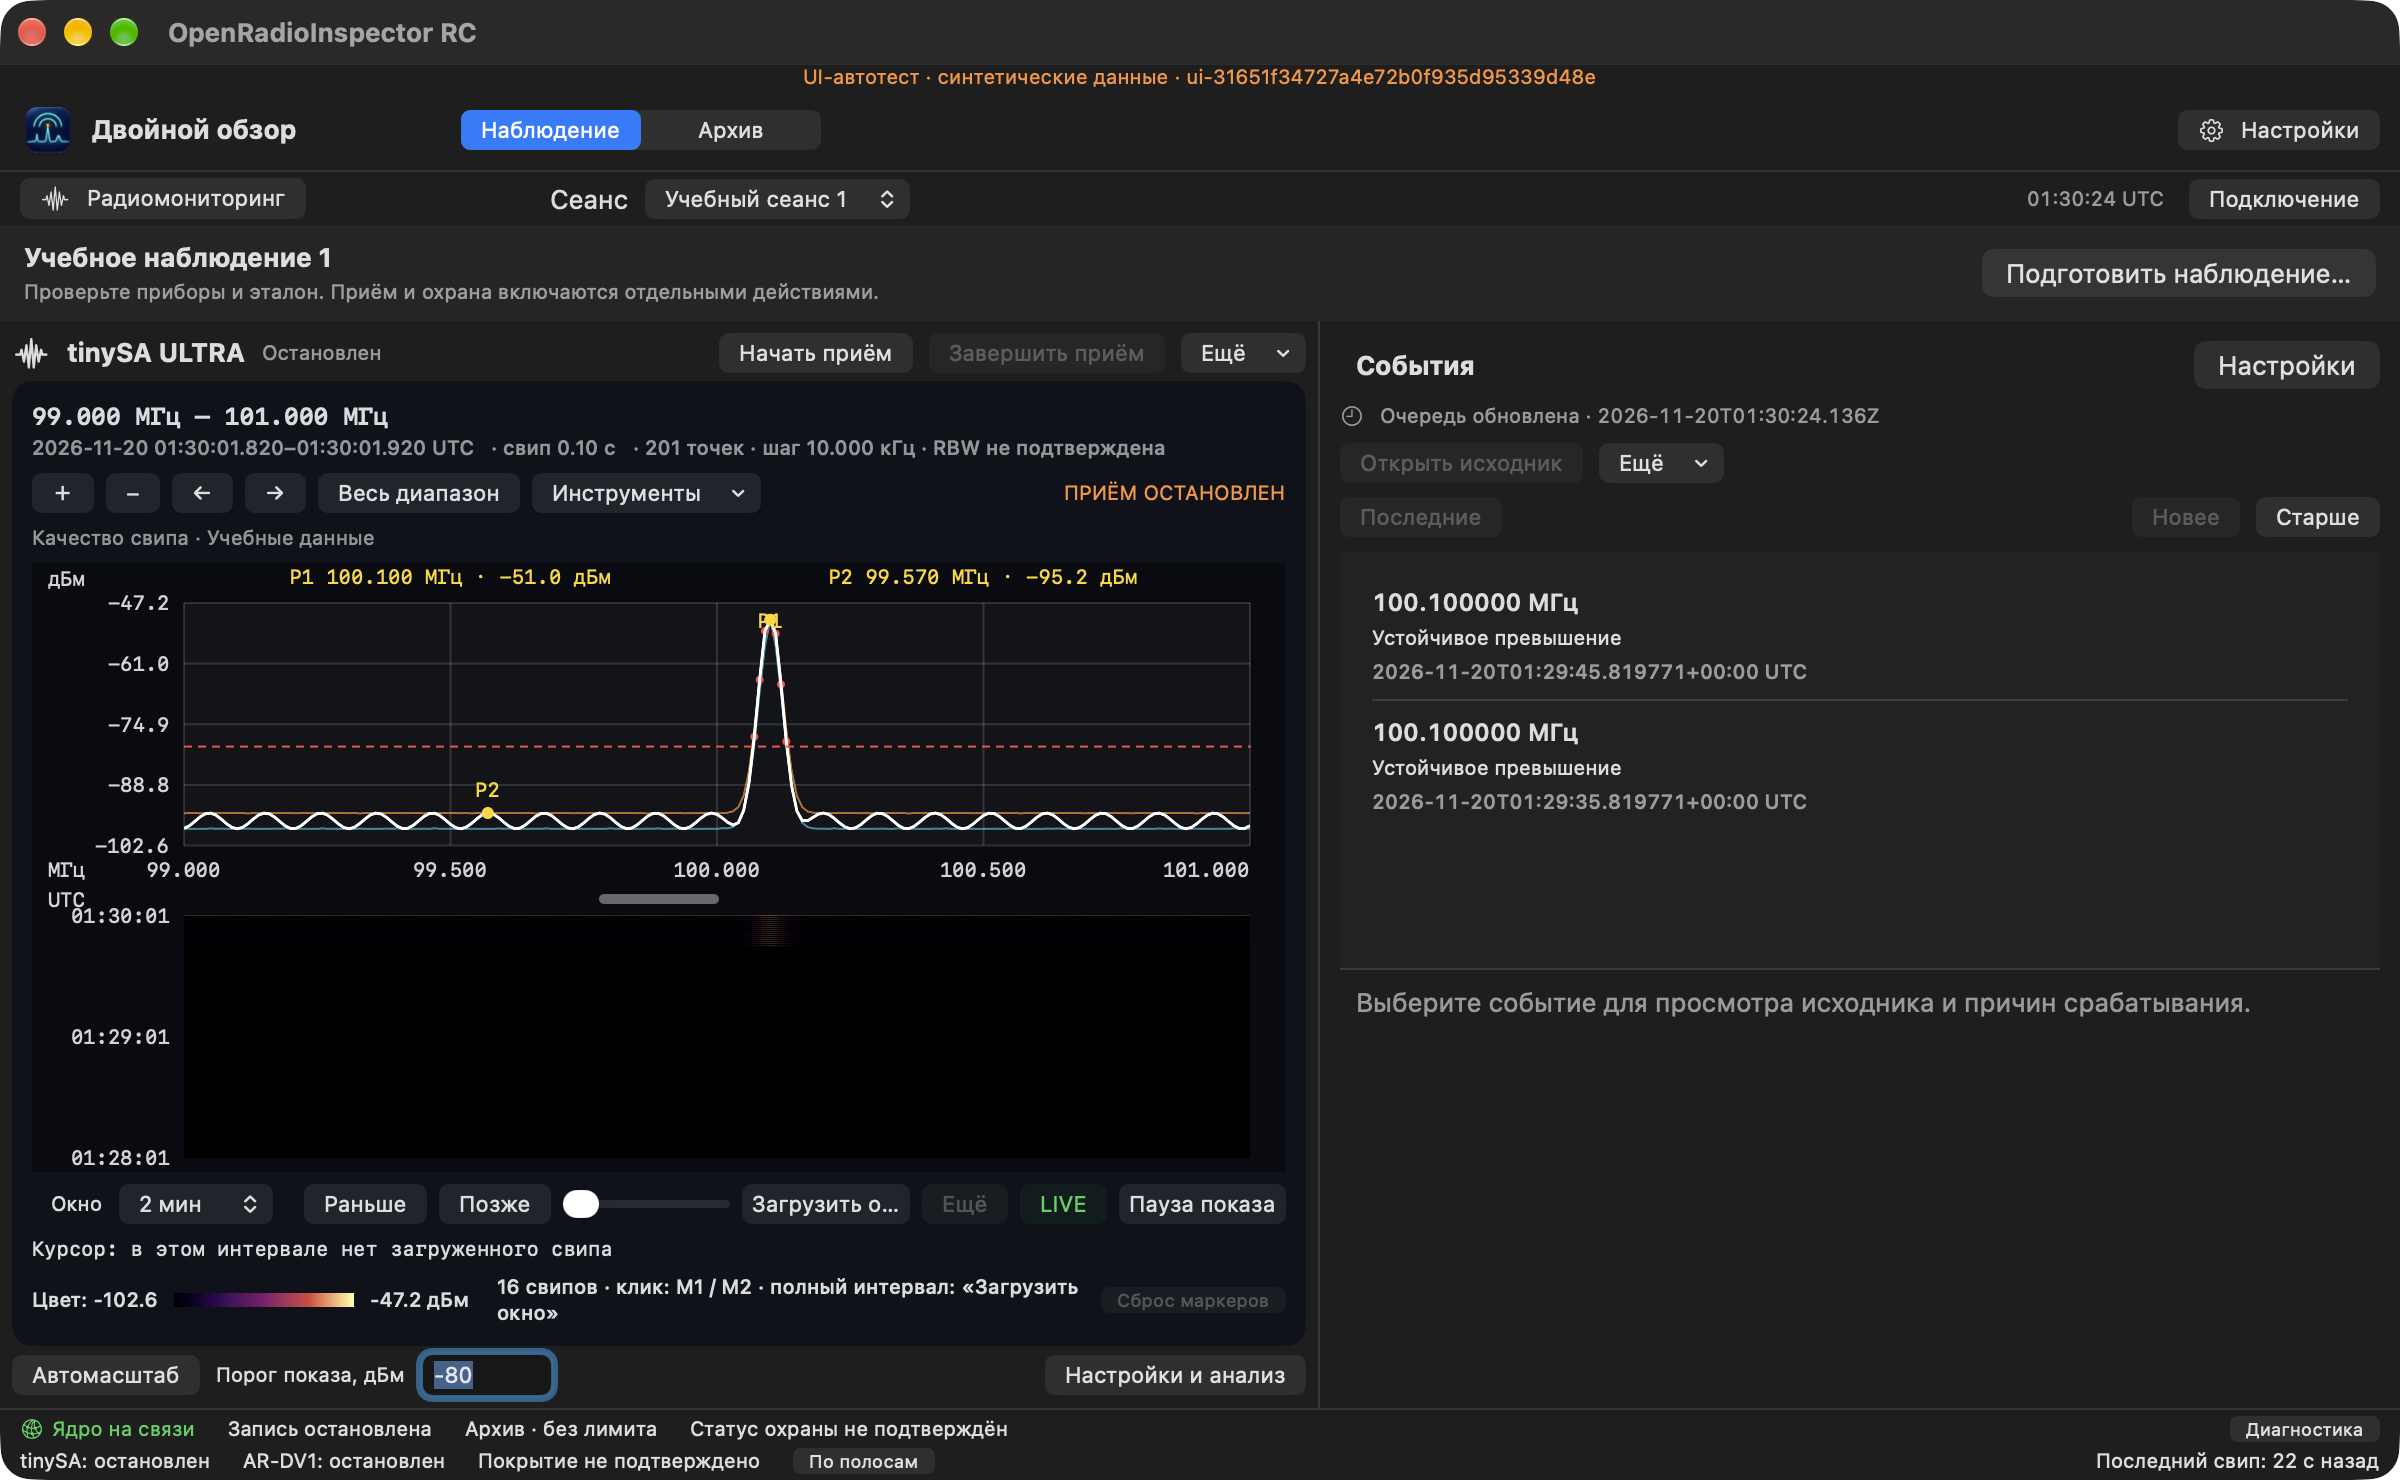 OpenRadioInspector RC
UI-автотест · синтетические данные · ui-31651f34727a4e72b0f935d95339d48e
Двойной обзор
Наблюдение
Архив
Настройки
Радиомониторинг
Сеанс
Учебный сеанс 1
01:30:24 UTC
Подключение
Учебное наблюдение 1
Проверьте приборы и эталон. Приём и охрана включаются отдельными действиями.
Подготовить наблюдение...
tinySA ULTRA
Остановлен
Начать приём
Завершить приём
Ещё
99.000 МГц — 101.000 МГц
2026-11-20 01:30:01.820—01:30:01.920 UTC · свип 0.10 с · 201 точек · шаг 10.000 кГц · RBW не подтверждена
+
–
←
→
Весь диапазон
Инструменты
ПРИЁМ ОСТАНОВЛЕН
Качество свипа · Учебные данные
дБм
P1 100.100 МГц · −51.0 дБм
P2 99.570 МГц · −95.2 дБм
−47.2
−61.0
−74.9
−88.8
−102.6
P2
МГц
99.000
99.500
100.000
100.500
101.000
UTC
01:30:01
01:29:01
01:28:01
Окно
2 мин
Раньше
Позже
Загрузить о...
Ещё
LIVE
Пауза показа
Курсор: в этом интервале нет загруженного свипа
Цвет: -102.6
-47.2 дБм
16 свипов · клик: M1 / M2 · полный интервал: «Загрузить
окно»
Сброс маркеров
Автомасштаб
Порог показа, дБм
-80
Настройки и анализ
События
Настройки
Очередь обновлена · 2026-11-20T01:30:24.136Z
Открыть исходник
Ещё
Последние
Новее
Старше
100.100000 МГц
Устойчивое превышение
2026-11-20T01:29:45.819771+00:00 UTC
100.100000 МГц
Устойчивое превышение
2026-11-20T01:29:35.819771+00:00 UTC
Выберите событие для просмотра исходника и причин срабатывания.
Ядро на связи
Запись остановлена
Архив · без лимита
Статус охраны не подтверждён
Диагностика
tinySA: остановлен
AR-DV1: остановлен
Покрытие не подтверждено
По полосам
Последний свип: 22 с назад